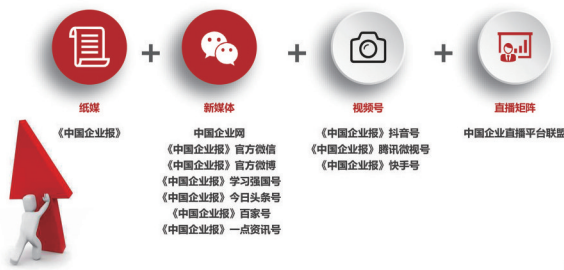 纸媒
《中国企业报》
新媒体
中国企业网
《中国企业报》官方微信
《中国企业报》官方微博
《中国企业报》学习强国号
《中国企业报》今日头条号
《中国企业报》百家号
《中国企业报》一点资讯号
视频号
《中国企业报》抖音号
《中国企业报》腾讯微视号
《中国企业报》快手号
直播矩阵
中国企业直播平台联盟